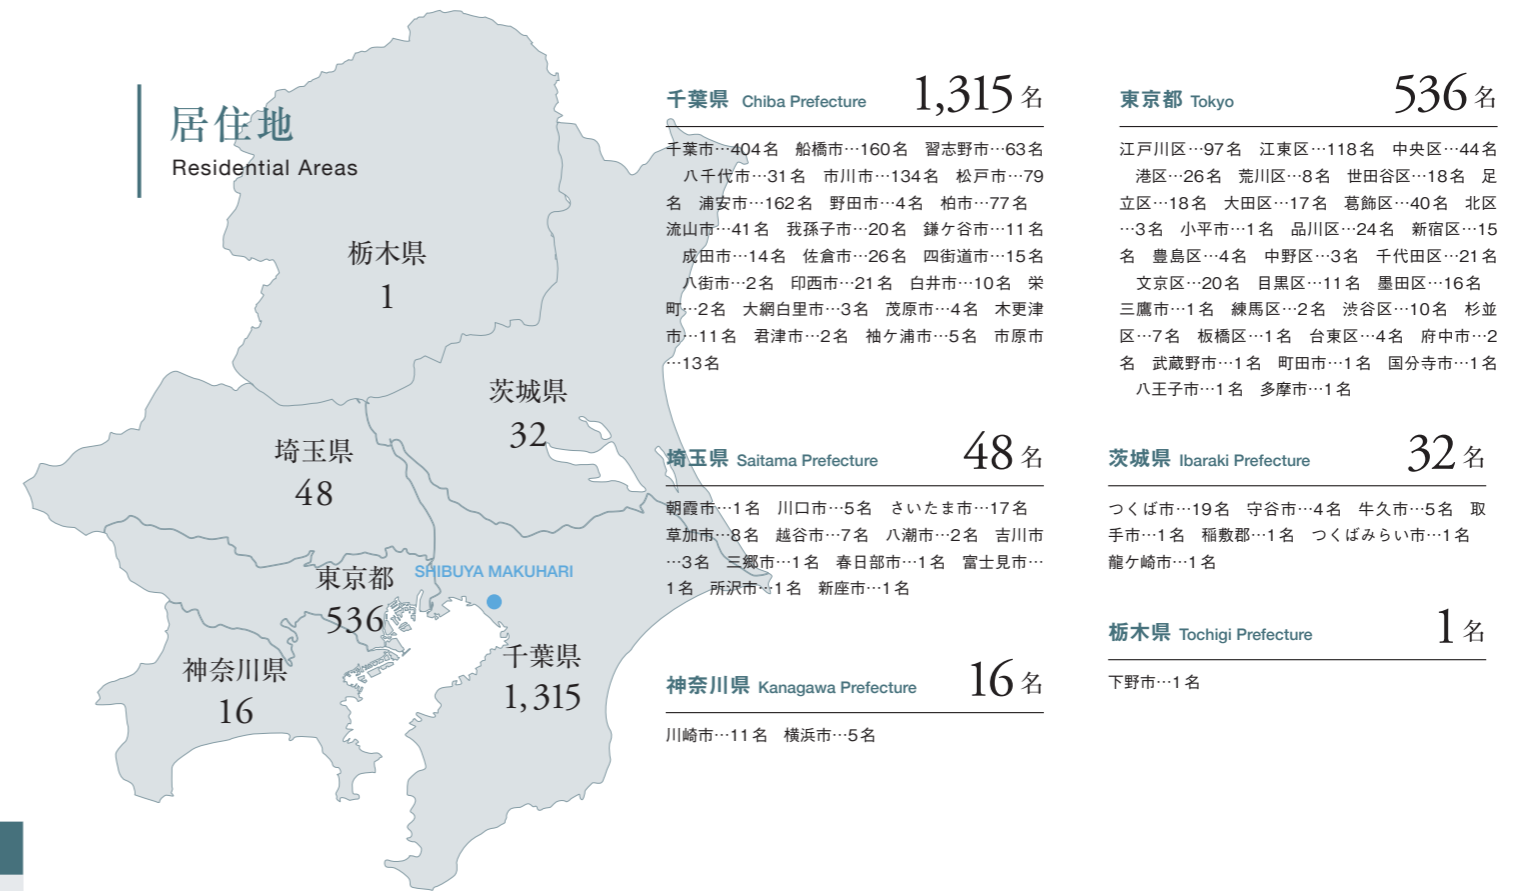 居住地
Residential Areas
栃木県
1
茨城県
32
埼玉県
48
東京都
536
SHIBUYA MAKUHARI
神奈川県
16
千葉県
1,315
千葉県 Chiba Prefecture 1,315名
千葉市…404名　船橋市…160名　習志野市…63名
八千代市…31名　市川市…134名　松戸市…79
名　浦安市…162名　野田市…4名　柏市…77名
流山市…41名　我孫子市…20名　鎌ケ谷市…11名
成田市…14名　佐倉市…26名　四街道市…15名
八街市…2名　印西市…21名　白井市…10名　栄
町…2名　大網白里市…3名　茂原市…4名　木更津
市…11名　君津市…2名　袖ケ浦市…5名　市原市
…13名
埼玉県 Saitama Prefecture 48名
朝霞市…1名　川口市…5名　さいたま市…17名
草加市…8名　越谷市…7名　八潮市…2名　吉川市
…3名　三郷市…1名　春日部市…1名　富士見市…
1名　所沢市…1名　新座市…1名
神奈川県 Kanagawa Prefecture 16名
川崎市…11名　横浜市…5名
東京都 Tokyo 536名
江戸川区…97名　江東区…118名　中央区…44名
港区…26名　荒川区…8名　世田谷区…18名　足
立区…18名　大田区…17名　葛飾区…40名　北区
…3名　小平市…1名　品川区…24名　新宿区…15
名　豊島区…4名　中野区…3名　千代田区…21名
文京区…20名　目黒区…11名　墨田区…16名
三鷹市…1名　練馬区…2名　渋谷区…10名　杉並
区…7名　板橋区…1名　台東区…4名　府中市…2
名　武蔵野市…1名　町田市…1名　国分寺市…1名
八王子市…1名　多摩市…1名
茨城県 Ibaraki Prefecture 32名
つくば市…19名　守谷市…4名　牛久市…5名　取
手市…1名　稲敷郡…1名　つくばみらい市…1名
龍ケ崎市…1名
栃木県 Tochigi Prefecture 1名
下野市…1名